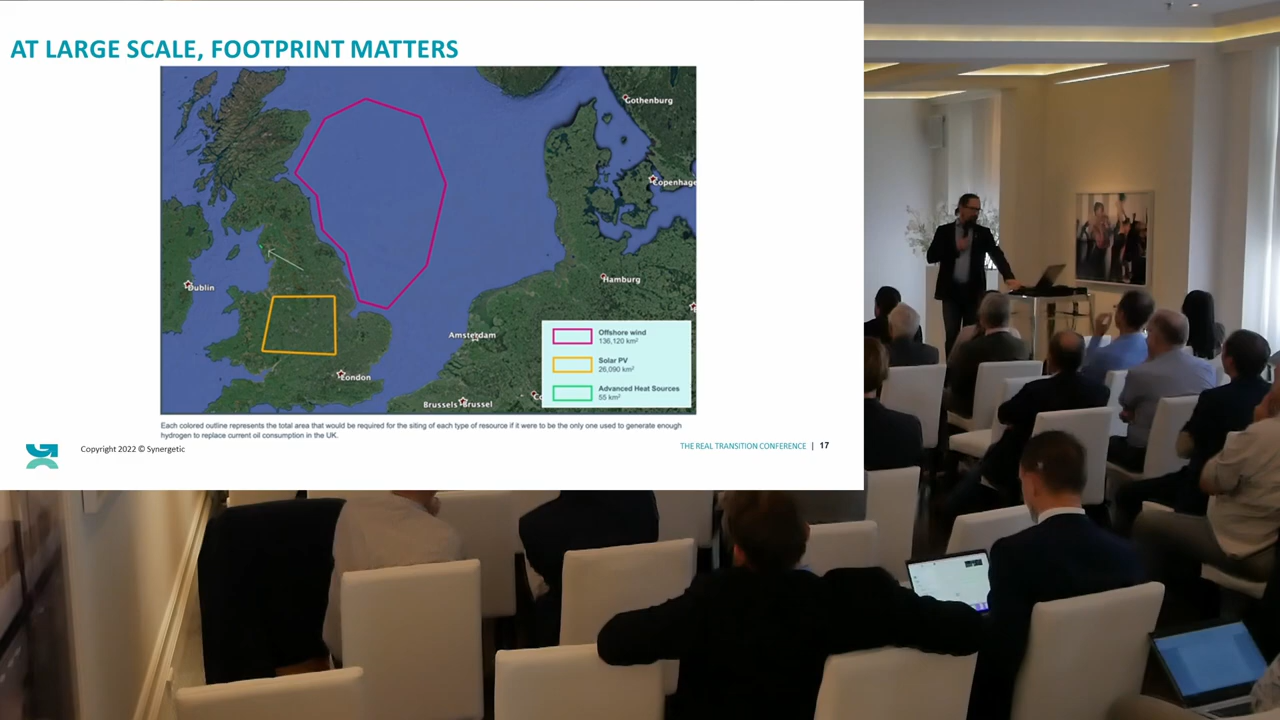 AT LARGE SCALE, FOOTPRINT MATTERS
Gothenburg
Copenhage
Dublin
Hamburg
Amsterdam
London
Brussels Brussel
Offshore wind
136,120 km²
Solar PV
26,090 km²
Advanced Heat Sources
55 km²
Each colored outline represents the total area that would be required for the siting of each type of resource if it were to be the only one used to generate enough
hydrogen to replace current oil consumption in the UK.
Copyright 2022 © Synergetic
THE REAL TRANSITION CONFERENCE | 17